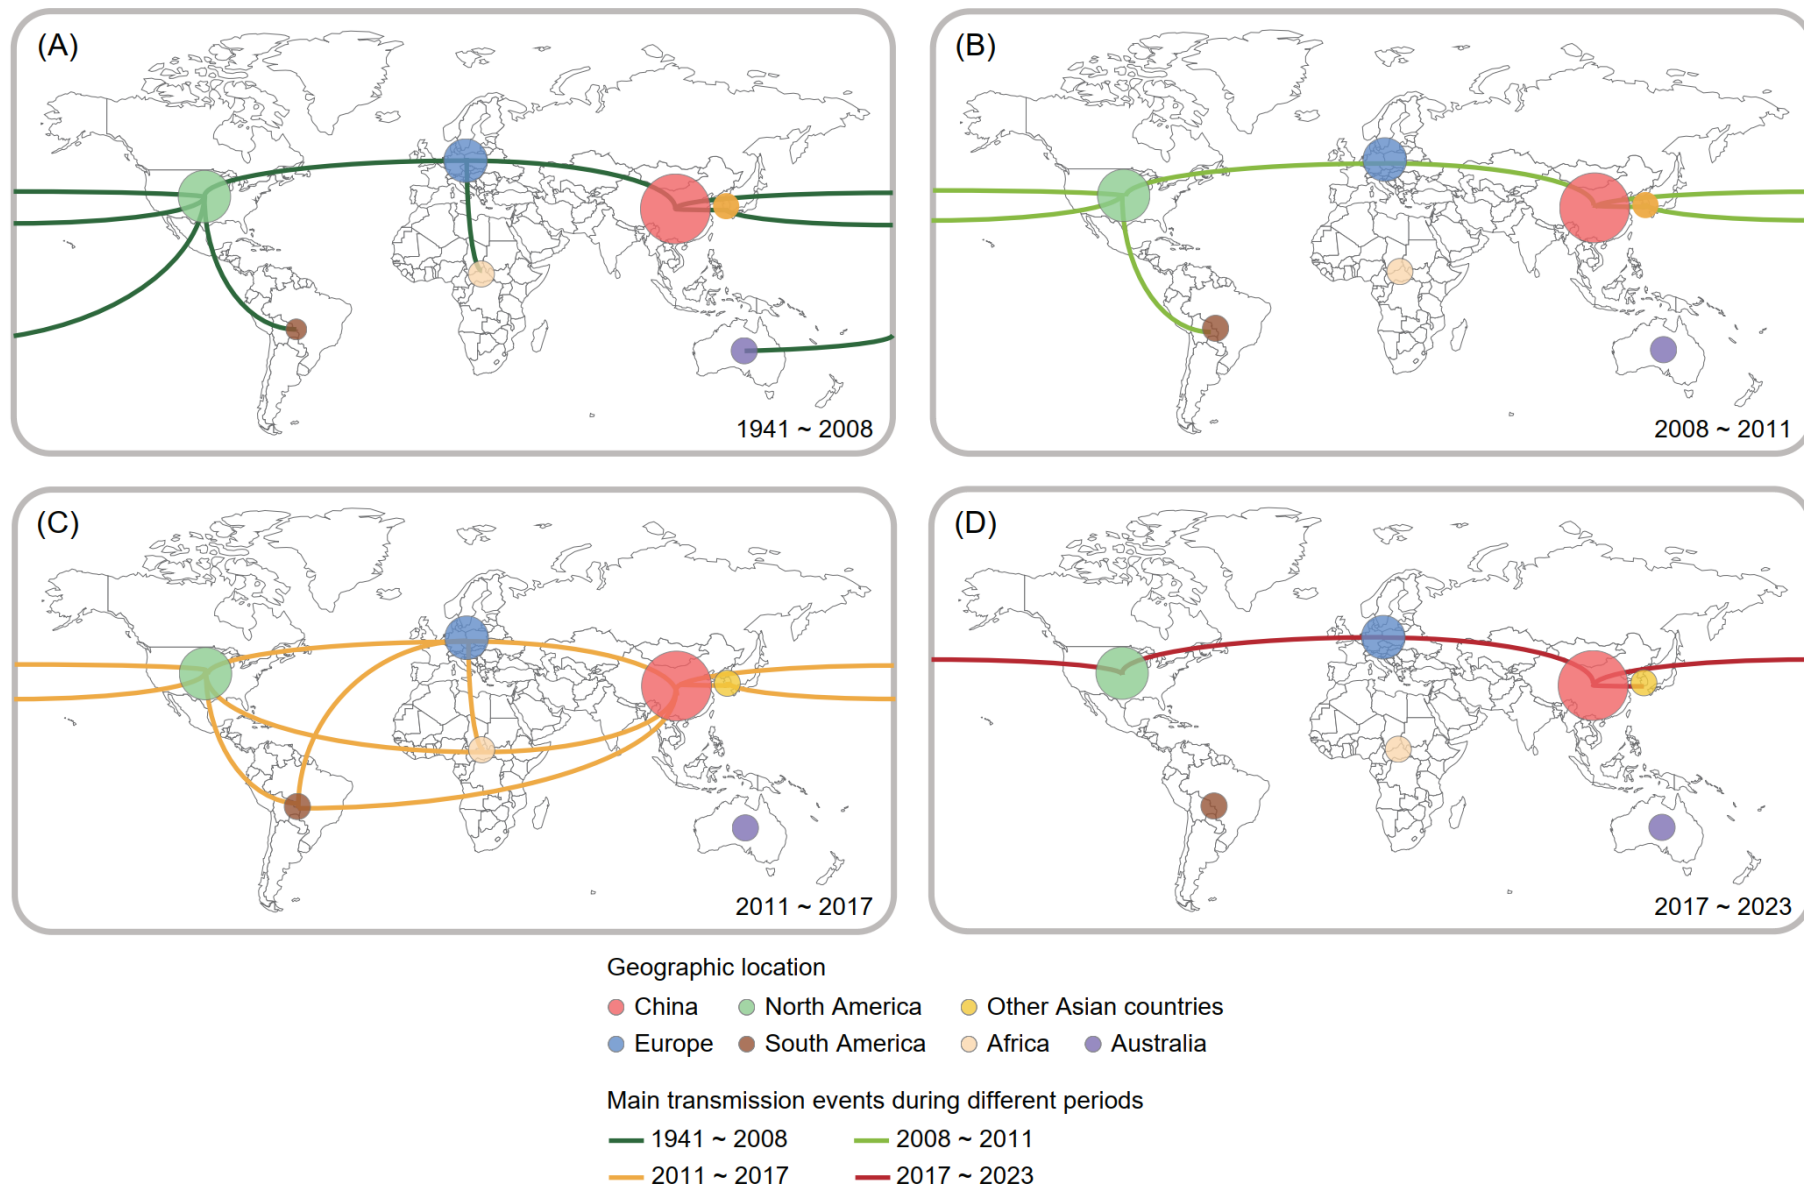 (A)
1941 ~ 2008
(B)
2008 ~ 2011
(C)
2011 ~ 2017
(D)
2017 ~ 2023
Geographic location
China North America Other Asian countries
Europe South America Africa Australia
Main transmission events during different periods
1941 ~ 2008 2008 ~ 2011
2011 ~ 2017 2017 ~ 2023